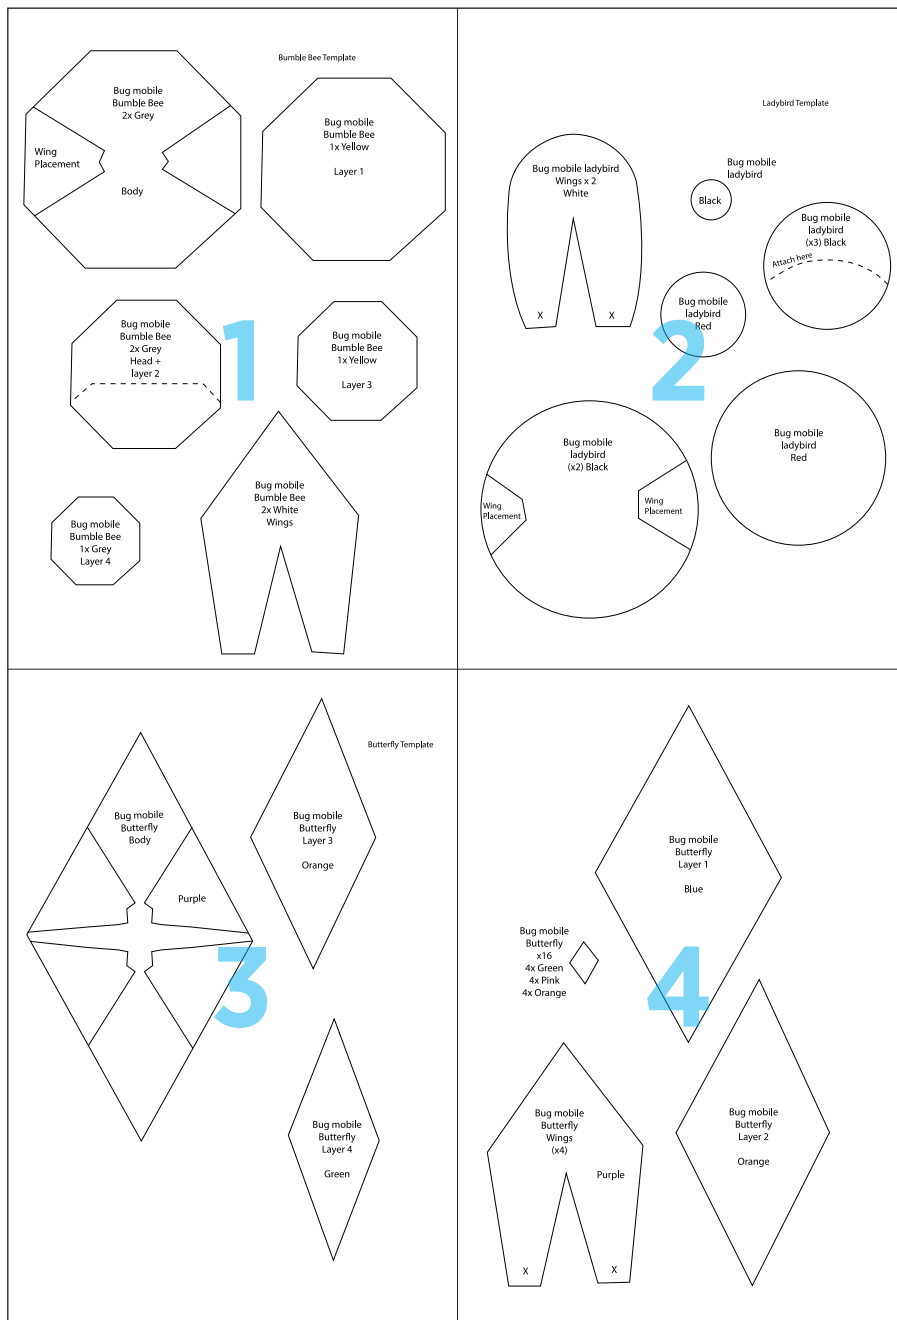 Bumble Bee Template
Bug mobile
Bumble Bee
2x Grey
Wing
Placement
Body
Bug mobile
Bumble Bee
1x Yellow
Layer 1
Bug mobile
Bumble Bee
2x Grey
Head +
layer 2
1
Bug mobile
Bumble Bee
1x Yellow
Layer 3
Bug mobile
Bumble Bee
2x White
Wings
Bug mobile
Bumble Bee
1x Grey
Layer 4
Ladybird Template
Bug mobile ladybird
Wings x 2
White
X
X
Bug mobile
ladybird
Black
Bug mobile
ladybird
(x3) Black
Attach here
Bug mobile
ladybird
Red
2
Bug mobile
ladybird
(x2) Black
Wing
Placement
Wing
Placement
Bug mobile
ladybird
Red
Butterfly Template
Bug mobile
Butterfly
Body
Purple
Bug mobile
Butterfly
Layer 3
Orange
3
Bug mobile
Butterfly
Layer 4
Green
Bug mobile
Butterfly
Layer 1
Blue
Bug mobile
Butterfly
x16
4x Green
4x Pink
4x Orange
4
Bug mobile
Butterfly
Wings
(x4)
Purple
X
X
Bug mobile
Butterfly
Layer 2
Orange